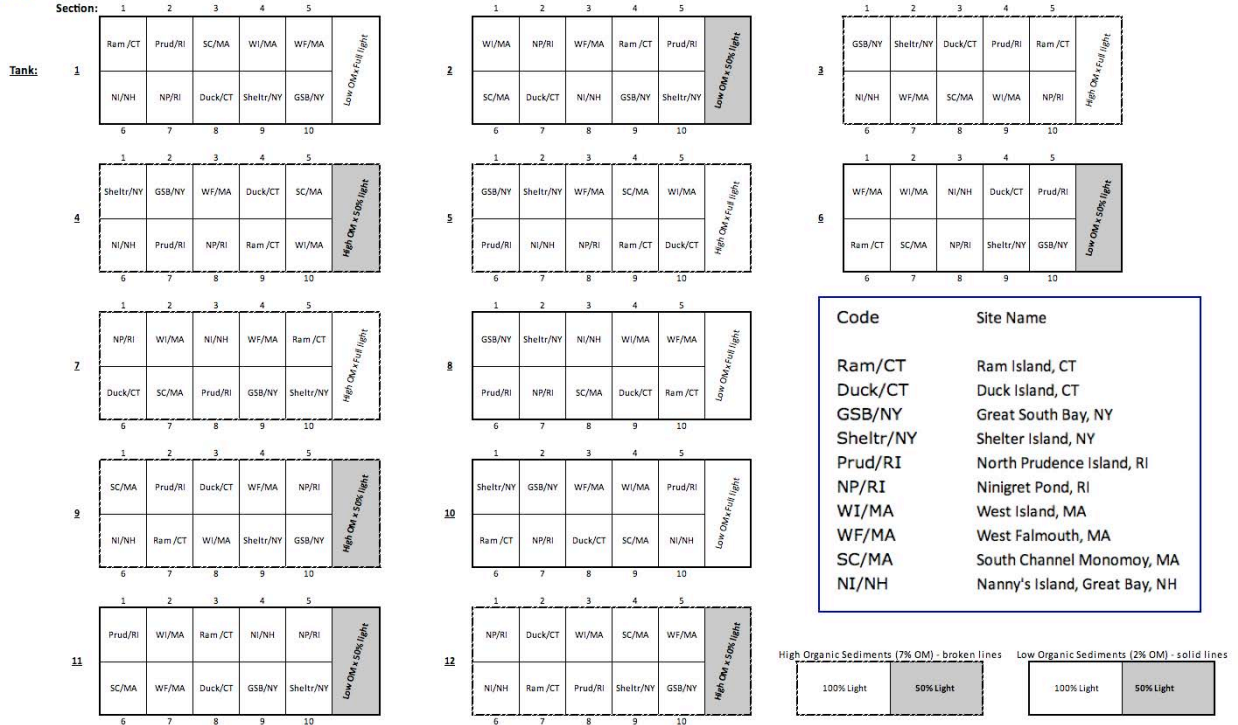 Section: 1 2 3 4 5
1 2 3 4 5
1 2 3 4 5
Tank:
1
Ram /CT Prud/RI SC/MA WI/MA WF/MA
NI/NH NP/RI Duck/CT Sheltr/NY GSB/NY
Low OM x Full light
6 7 8 9 10
2
WI/MA NP/RI WF/MA Ram /CT Prud/RI
SC/MA Duck/CT NI/NH GSB/NY Sheltr/NY
Low OM x 50% light
6 7 8 9 10
3
GSB/NY Sheltr/NY Duck/CT Prud/RI Ram /CT
NI/NH WF/MA SC/MA WI/MA NP/RI
High OM x Full light
6 7 8 9 10
1 2 3 4 5
4
Sheltr/NY GSB/NY WF/MA Duck/CT SC/MA
NI/NH Prud/RI NP/RI Ram /CT WI/MA
High OM x 50% light
6 7 8 9 10
1 2 3 4 5
5
GSB/NY Sheltr/NY WF/MA SC/MA WI/MA
Prud/RI NI/NH NP/RI Ram /CT Duck/CT
High OM x Full light
6 7 8 9 10
1 2 3 4 5
6
WF/MA WI/MA NI/NH Duck/CT Prud/RI
Ram /CT SC/MA NP/RI Sheltr/NY GSB/NY
Low OM x 50% light
6 7 8 9 10
1 2 3 4 5
7
NP/RI WI/MA NI/NH WF/MA Ram /CT
Duck/CT SC/MA Prud/RI GSB/NY Sheltr/NY
High OM x Full light
6 7 8 9 10
1 2 3 4 5
8
GSB/NY Sheltr/NY NI/NH WI/MA WF/MA
Prud/RI NP/RI SC/MA Duck/CT Ram /CT
Low OM x Full light
6 7 8 9 10
Code Site Name
Ram/CT Ram Island, CT
Duck/CT Duck Island, CT
GSB/NY Great South Bay, NY
Sheltr/NY Shelter Island, NY
Prud/RI North Prudence Island, RI
NP/RI Ninigret Pond, RI
WI/MA West Island, MA
WF/MA West Falmouth, MA
SC/MA South Channel Monomoy, MA
NI/NH Nanny's Island, Great Bay, NH
1 2 3 4 5
9
SC/MA Prud/RI Duck/CT WF/MA NP/RI
NI/NH Ram /CT WI/MA Sheltr/NY GSB/NY
High OM x 50% light
6 7 8 9 10
1 2 3 4 5
10
Sheltr/NY GSB/NY WF/MA WI/MA Prud/RI
Ram /CT NP/RI Duck/CT SC/MA NI/NH
Low OM x Full light
6 7 8 9 10
1 2 3 4 5
11
Prud/RI WI/MA Ram /CT NI/NH NP/RI
SC/MA WF/MA Duck/CT GSB/NY Sheltr/NY
Low OM x 50% light
6 7 8 9 10
1 2 3 4 5
12
NP/RI Duck/CT WI/MA SC/MA WF/MA
NI/NH Ram /CT Prud/RI Sheltr/NY GSB/NY
High OM x 50% light
6 7 8 9 10
High Organic Sediments (7% OM) - broken lines
100% Light 50% Light
Low Organic Sediments (2% OM) - solid lines
100% Light 50% Light